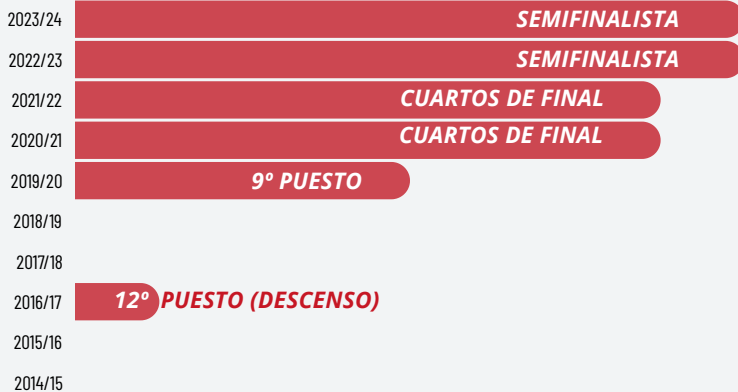 2023/24 SEMIFINALISTA
2022/23 SEMIFINALISTA
2021/22 CUARTOS DE FINAL
2020/21 CUARTOS DE FINAL
2019/20 9º PUESTO
2018/19
2017/18
2016/17 12º PUESTO (DESCENSO)
2015/16
2014/15